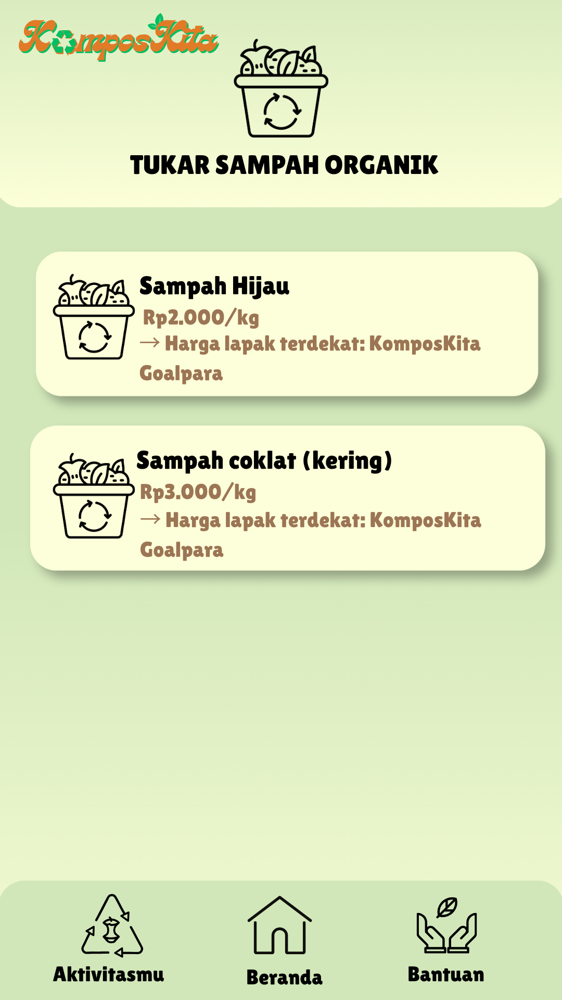 KomposKita
TUKAR SAMPAH ORGANIK
Sampah Hijau
Rp2.000/kg
→ Harga lapak terdekat: KomposKita
Goalpara
Sampah coklat (kering)
Rp3.000/kg
→ Harga lapak terdekat: KomposKita
Goalpara
Aktivitasmu
Beranda
Bantuan